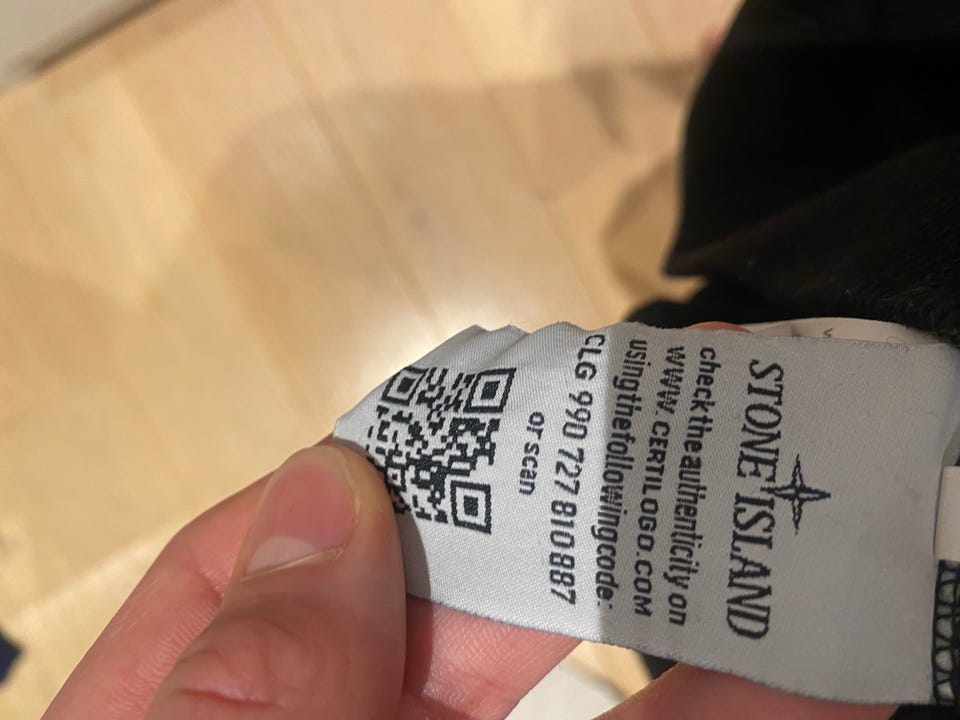 STONE ISLAND
check the authenticity on
WWW.CERTILOGO.COM
using the following code:
CLG 990 727 810 887
or scan